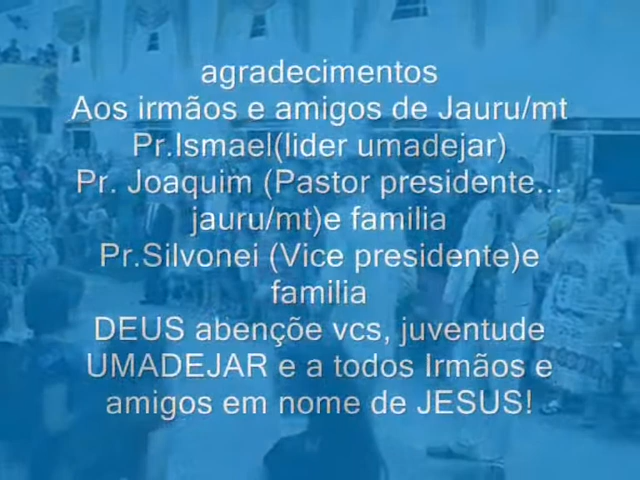 agradecimentos
Aos irmãos e amigos de Jauru/mt
Pr.Ismael(lider umadejar)
Pr. Joaquim (Pastor presidente...
jauru/mt)e familia
Pr.Silvonei (Vice presidente)e
familia
DEUS abençõe vcs, juventude
UMADEJAR e a todos Irmãos e
amigos em nome de JESUS!